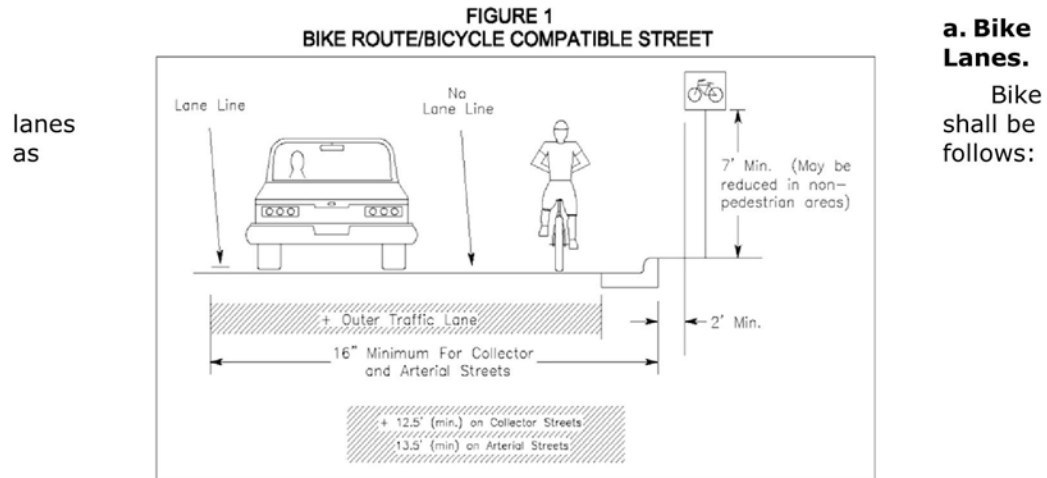 FIGURE 1
BIKE ROUTE/BICYCLE COMPATIBLE STREET
a. Bike
Lanes.
Bike
lanes
shall be
as
follows:
Lane Line
No
Lane Line
7' Min. (May be
reduced in non-
pedestrian areas)
+ Outer Traffic Lane
2' Min.
16" Minimum For Collector
and Arterial Streets
+ 12.5' (min.) on Collector Streets
13.5' (min) on Arterial Streets